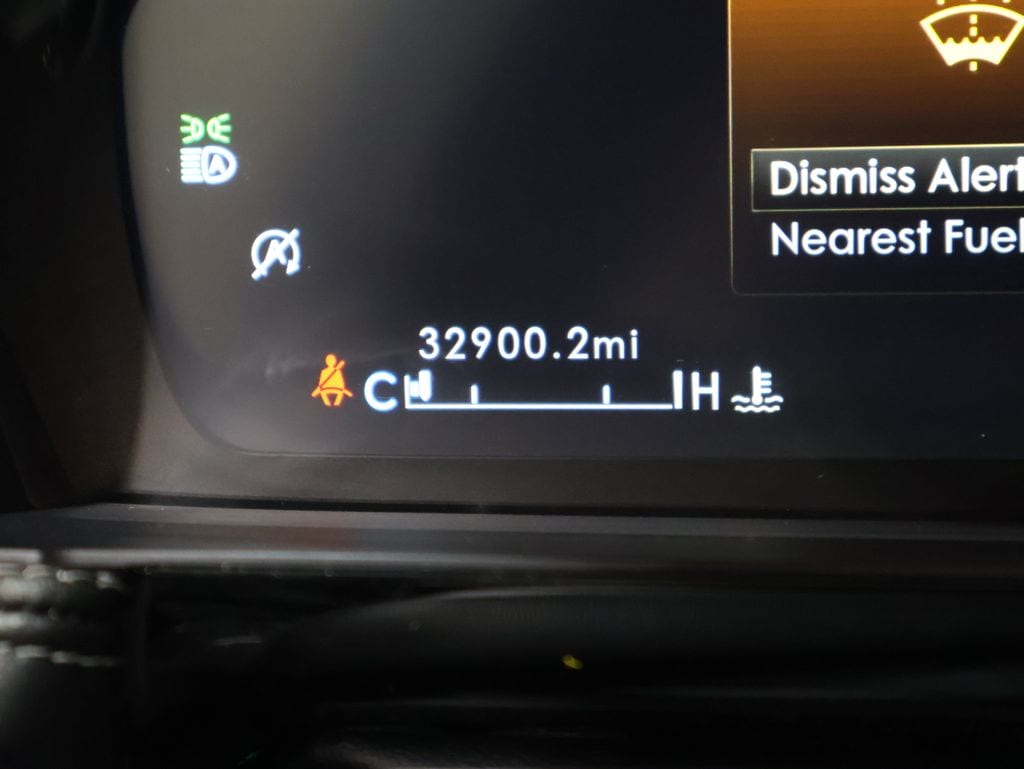 Dismiss Alert
Nearest Fuel
32900.2mi
C H